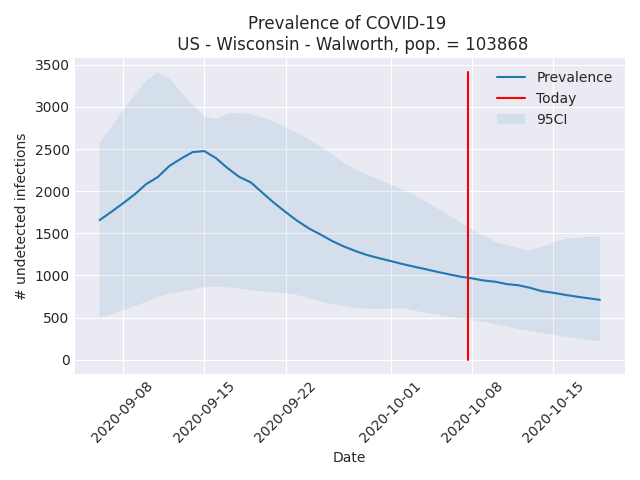 Prevalence of COVID-19
US - Wisconsin - Walworth, pop. = 103868
Prevalence
Today
95CI
3500
3000
2500
2000
1500
1000
500
0
# undetected infections
2020-09-08
2020-09-15
2020-09-22
2020-10-01
2020-10-08
2020-10-15
Date